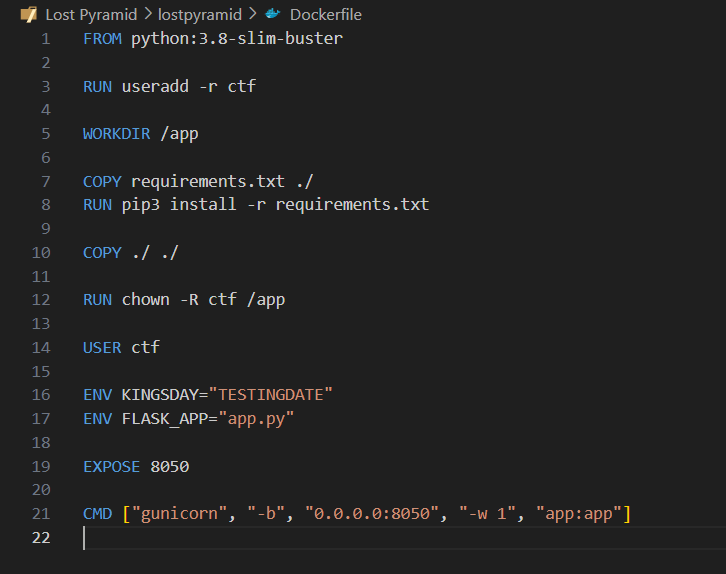 Lost Pyramid > lostpyramid > Dockerfile
1 FROM python:3.8-slim-buster
2
3 RUN useradd -r ctf
4
5 WORKDIR /app
6
7 COPY requirements.txt ./
8 RUN pip3 install -r requirements.txt
9
10 COPY ./ ./
11
12 RUN chown -R ctf /app
13
14 USER ctf
15
16 ENV KINGSDAY="TESTINGDATE"
17 ENV FLASK_APP="app.py"
18
19 EXPOSE 8050
20
21 CMD ["gunicorn", "-b", "0.0.0.0:8050", "-w 1", "app:app"]
22